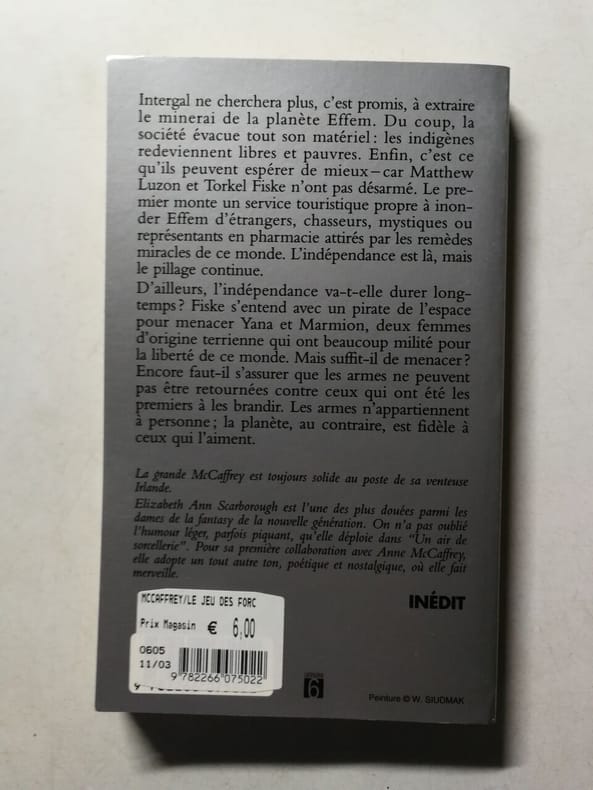 Intergal ne cherchera plus, c'est promis, à extraire
le minerai de la planète Effem. Du coup, la
société évacue tout son matériel : les indigènes
redeviennent libres et pauvres. Enfin, c'est ce
qu'ils peuvent espérer de mieux – car Matthew
Luzon et Torkel Fiske n'ont pas désarmé. Le pre-
mier monte un service touristique propre à inon-
der Effem d'étrangers, chasseurs, mystiques ou
représentants en pharmacie attirés par les remèdes
miracles de ce monde. L'indépendance est là, mais
le pillage continue.
D'ailleurs, l'indépendance va-t-elle durer long-
temps ? Fiske s'entend avec un pirate de l'espace
pour menacer Yana et Marmion, deux femmes
d'origine terrienne qui ont beaucoup milité pour
la liberté de ce monde. Mais suffit-il de menacer ?
Encore faut-il s'assurer que les armes ne peuvent
pas être retournées contre ceux qui ont été les
premiers à les brandir. Les armes n'appartiennent
à personne ; la planète, au contraire, est fidèle à
ceux qui l'aiment.
La grande McCaffrey est toujours solide au poste de sa venteuse
Irlande.
Elizabeth Ann Scarborough est l'une des plus douées parmi les
dames de la fantasy de la nouvelle génération. On n'a pas oublié
l'humour léger, parfois piquant, qu'elle déploie dans "Un air de
sorcellerie". Pour sa première collaboration avec Anne McCaffrey,
elle adopte un tout autre ton, poétique et nostalgique, où elle fait
merveille.
INÉDIT
MCCAFFREY/LE JEU DES FORC
Prix Magasin € 6,00
0605
11/03
9 782266 075022
6
Peinture © W. SIUDMAK